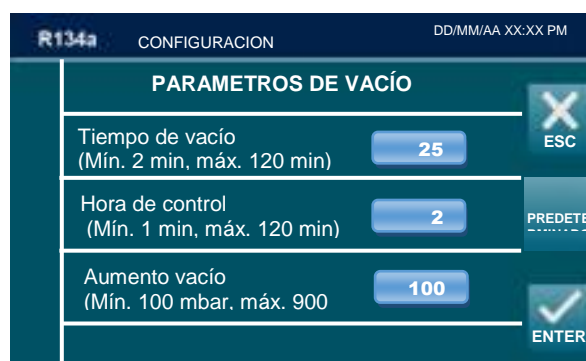 R134a CONFIGURACION DD/MM/AA XX:XX PM
PARAMETROS DE VACÍO
Tiempo de vacío
(Mín. 2 min, máx. 120 min)
25
ESC
Hora de control
(Mín. 1 min, máx. 120 min)
2
PREDETE
Aumento vacío
(Mín. 100 mbar, máx. 900
100
ENTER